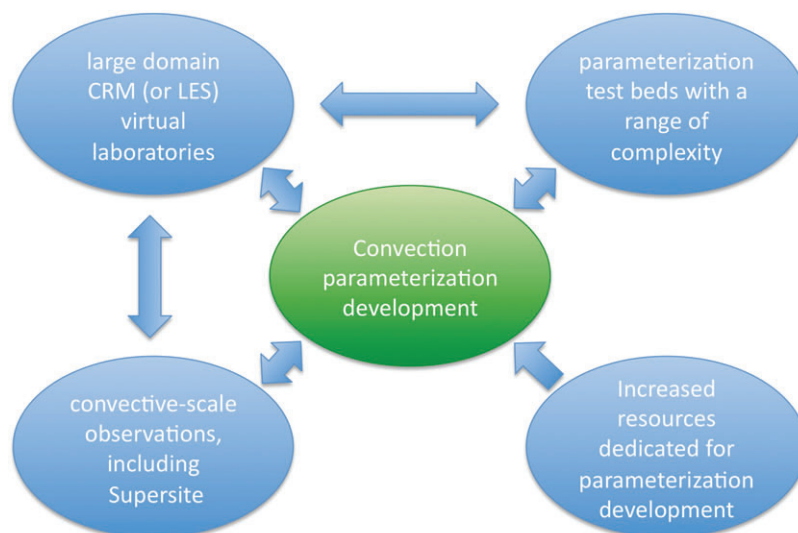 large domain
CRM (or LES)
virtual
laboratories
parameterization
test beds with a
range of
complexity
Convection
parameterization
development
convective-scale
observations,
including
Supersite
Increased
resources
dedicated for
parameterization
development